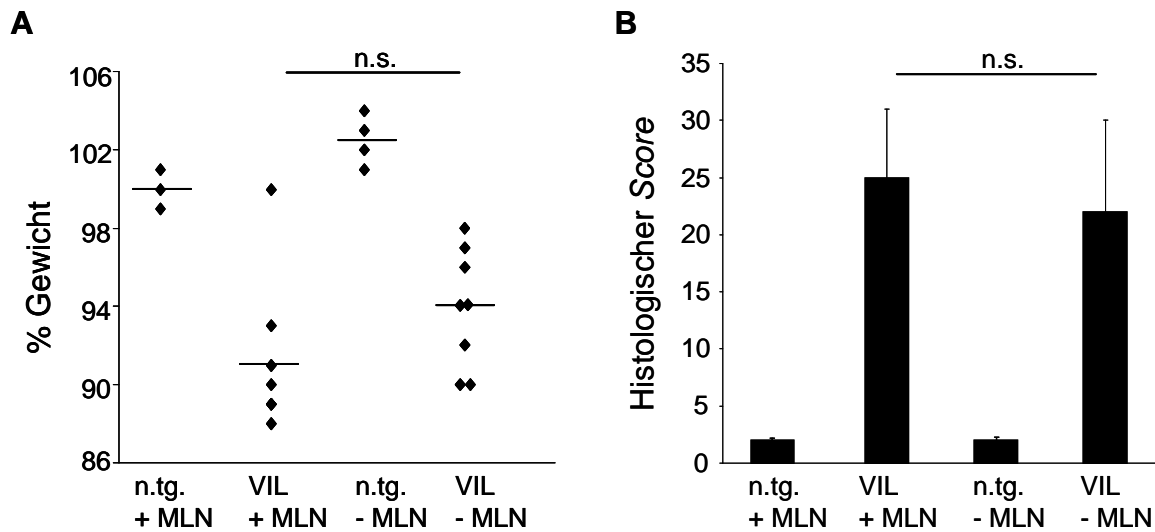 A
n.s.
106
102
98
94
90
86
% Gewicht
n.tg.
+ MLN
VIL
+ MLN
n.tg.
- MLN
VIL
- MLN
B
n.s.
35
30
25
20
15
10
5
0
Histologischer Score
n.tg.
+ MLN
VIL
+ MLN
n.tg.
- MLN
VIL
- MLN